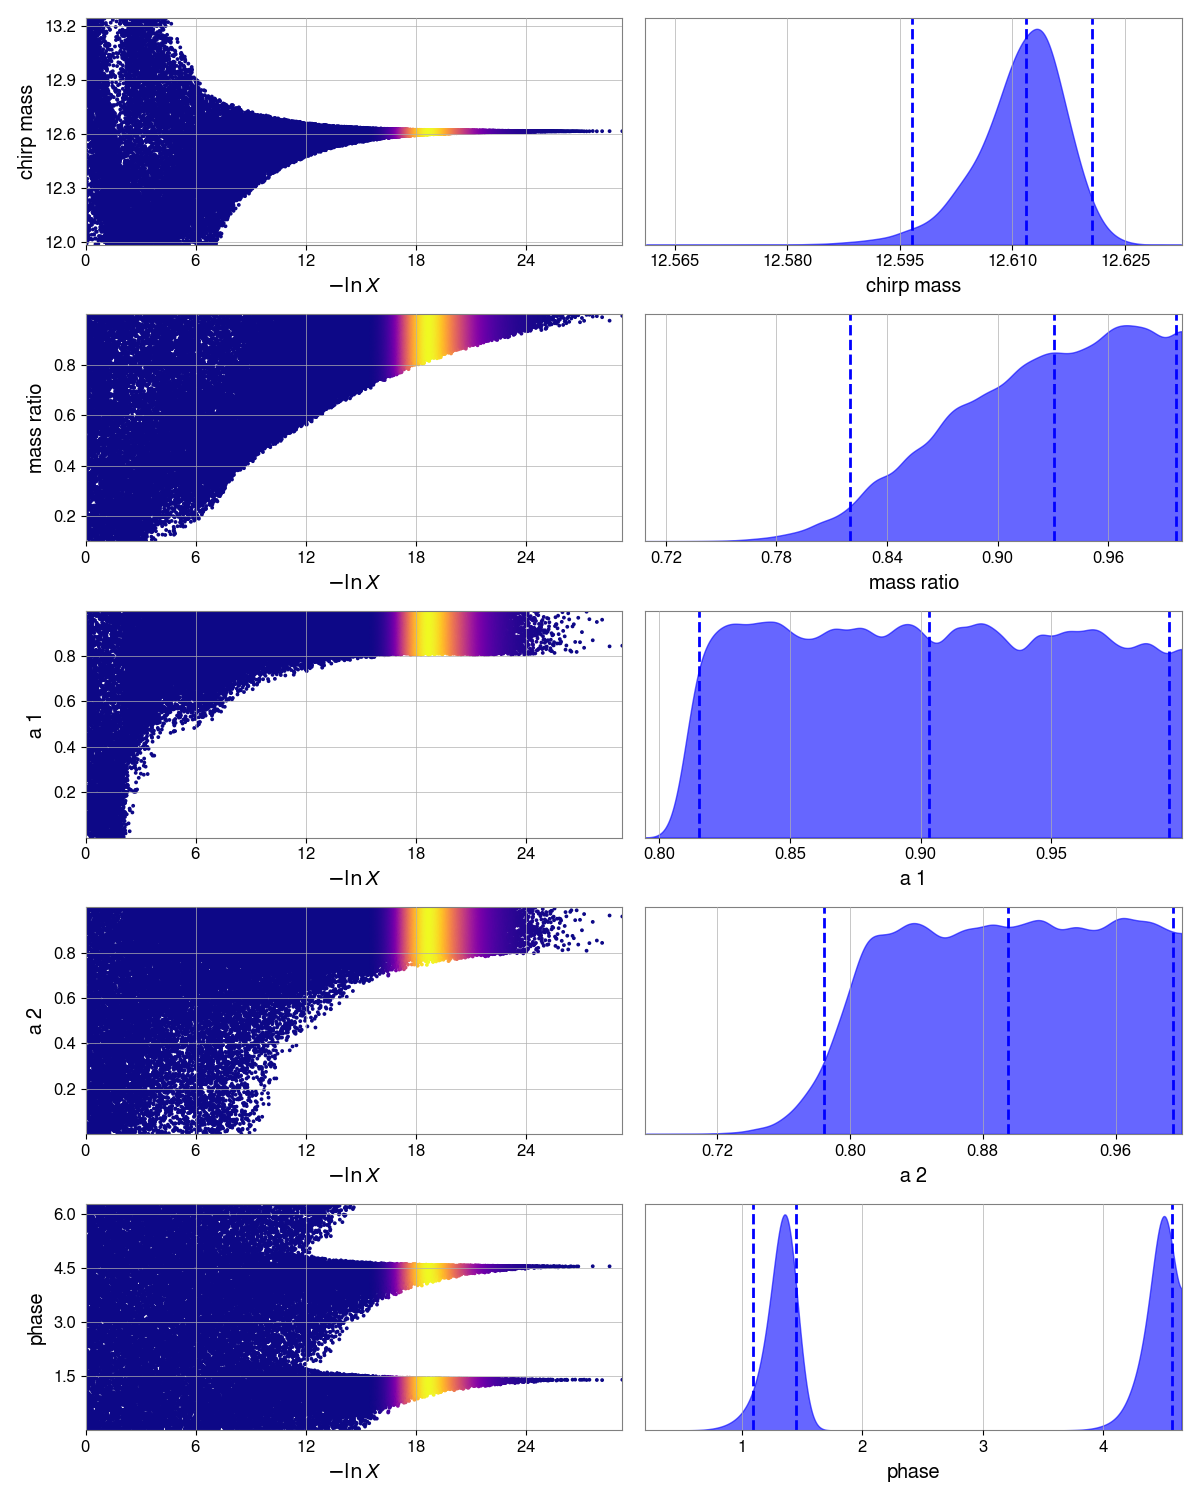 13.2
12.9
12.6
12.3
12.0
chirp mass
0 6 12 18 24
−ln X
12.565 12.580 12.595 12.610 12.625
chirp mass
0.8
0.6
0.4
0.2
mass ratio
0 6 12 18 24
−ln X
0.72 0.78 0.84 0.90 0.96
mass ratio
0.8
0.6
0.4
0.2
a 1
0 6 12 18 24
−ln X
0.80 0.85 0.90 0.95
a 1
0.8
0.6
0.4
0.2
a 2
0 6 12 18 24
−ln X
0.72 0.80 0.88 0.96
a 2
6.0
4.5
3.0
1.5
phase
0 6 12 18 24
−ln X
1 2 3 4
phase